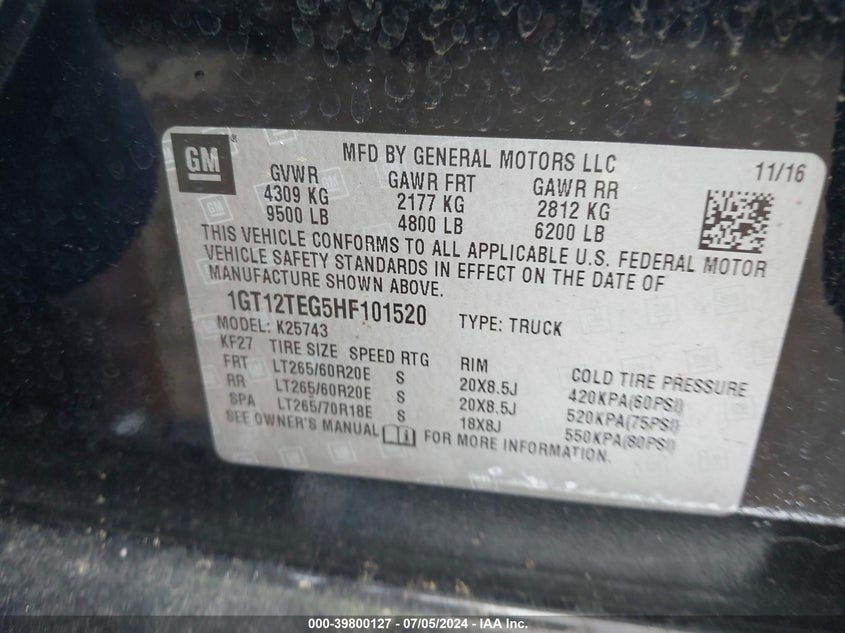 GM ®
MFD BY GENERAL MOTORS LLC
11/16
GVWR GAWR FRT GAWR RR
4309 KG 2177 KG 2812 KG
9500 LB 4800 LB 6200 LB
THIS VEHICLE CONFORMS TO ALL APPLICABLE U.S. FEDERAL MOTOR
VEHICLE SAFETY STANDARDS IN EFFECT ON THE DATE OF
MANUFACTURE SHOWN ABOVE.
1GT12TEG5HF101520 TYPE: TRUCK
MODEL: K25743
KF27 TIRE SIZE SPEED RTG RIM COLD TIRE PRESSURE
FRT LT265/60R20E S 20X8.5J 420KPA(60PSI)
RR LT265/60R20E S 20X8.5J 520KPA(75PSI)
SPA LT265/70R18E S 18X8J 550KPA(80PSI)
SEE OWNER'S MANUAL FOR MORE INFORMATION.
000-39800127 - 07/05/2024 - IAA Inc.